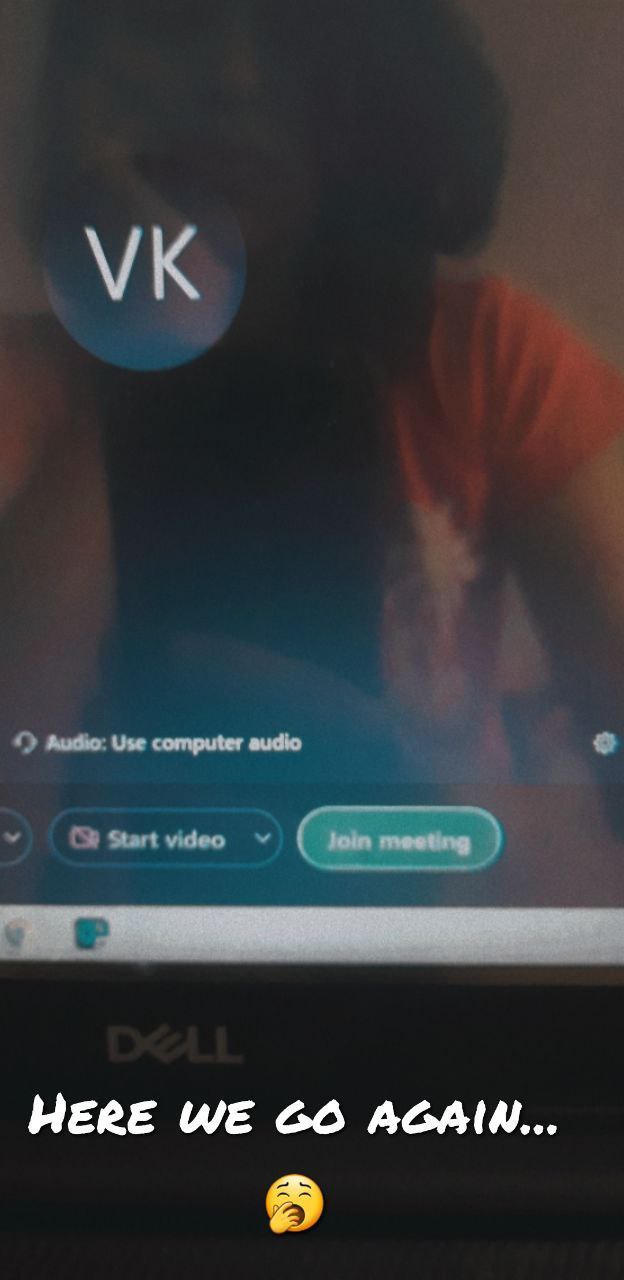 VK
Audio: Use computer audio
Start video
Join meeting
DELL
HERE WE GO AGAIN...
🥱